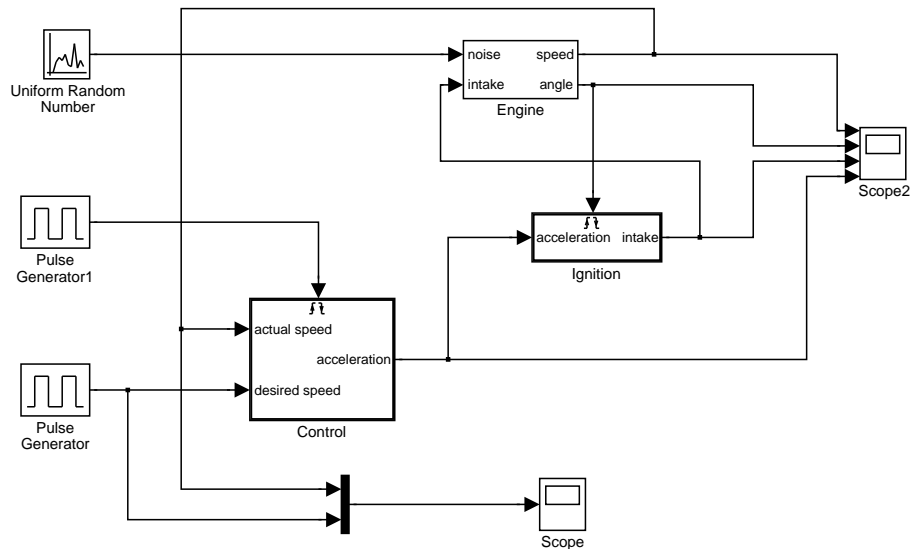 noise
speed
intake
angle
Engine
Uniform Random
Number
Scope2
acceleration
intake
Ignition
Pulse
Generator1
actual speed
acceleration
desired speed
Control
Pulse
Generator
Scope